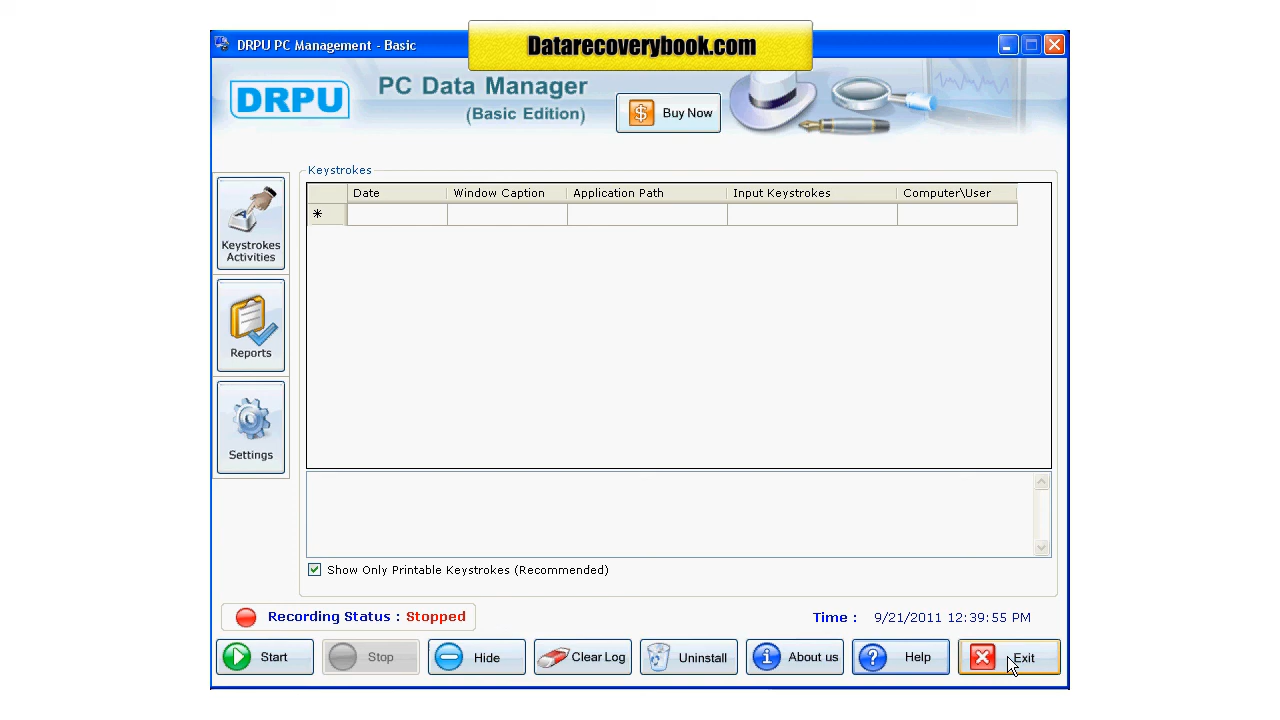 Datarecoverybook.com
DRPU PC Management - Basic
DRPU
PC Data Manager
(Basic Edition)
Buy Now
Keystrokes
Date Window Caption Application Path Input Keystrokes Computer\User
*
Keystrokes
Activities
Reports
Settings
Show Only Printable Keystrokes (Recommended)
Recording Status : Stopped
Time : 9/21/2011 12:39:55 PM
Start Stop Hide Clear Log Uninstall About us Help Exit